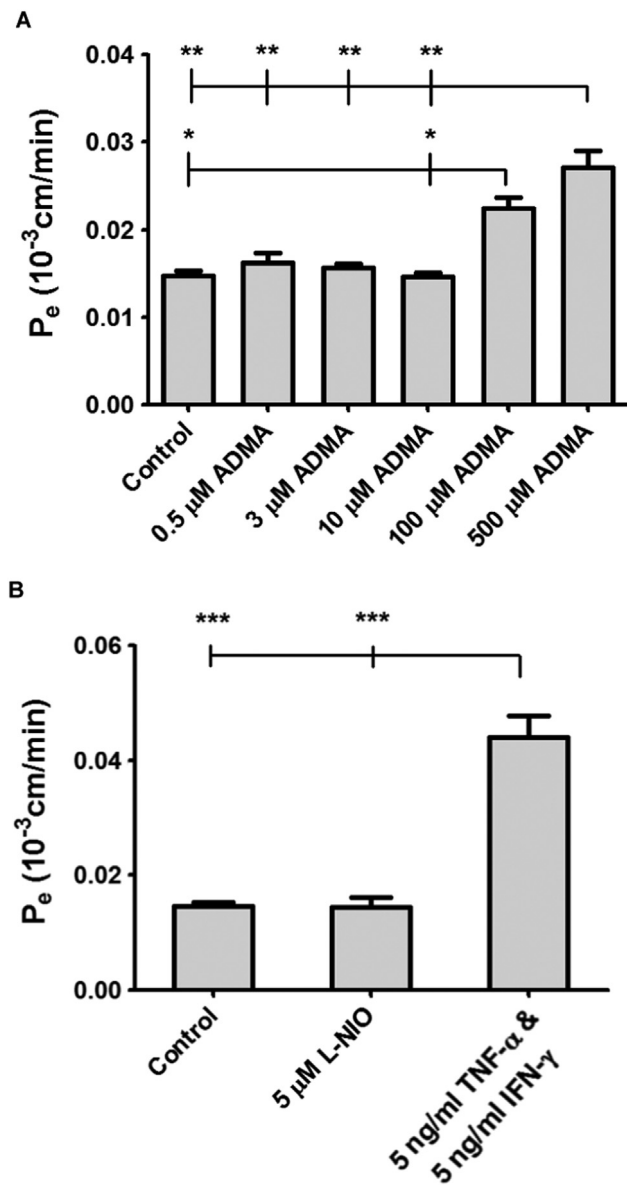 A
** ** ** **
* *
0.04
0.03
0.02
0.01
0.00
Pe (10-3cm/min)
Control
0.5 μM ADMA
3 μM ADMA
10 μM ADMA
100 μM ADMA
500 μM ADMA
B
*** ***
0.06
0.04
0.02
0.00
Pe (10-3cm/min)
Control
5 μM L-NIO
5 ng/ml TNF-α &
5 ng/ml IFN-γ